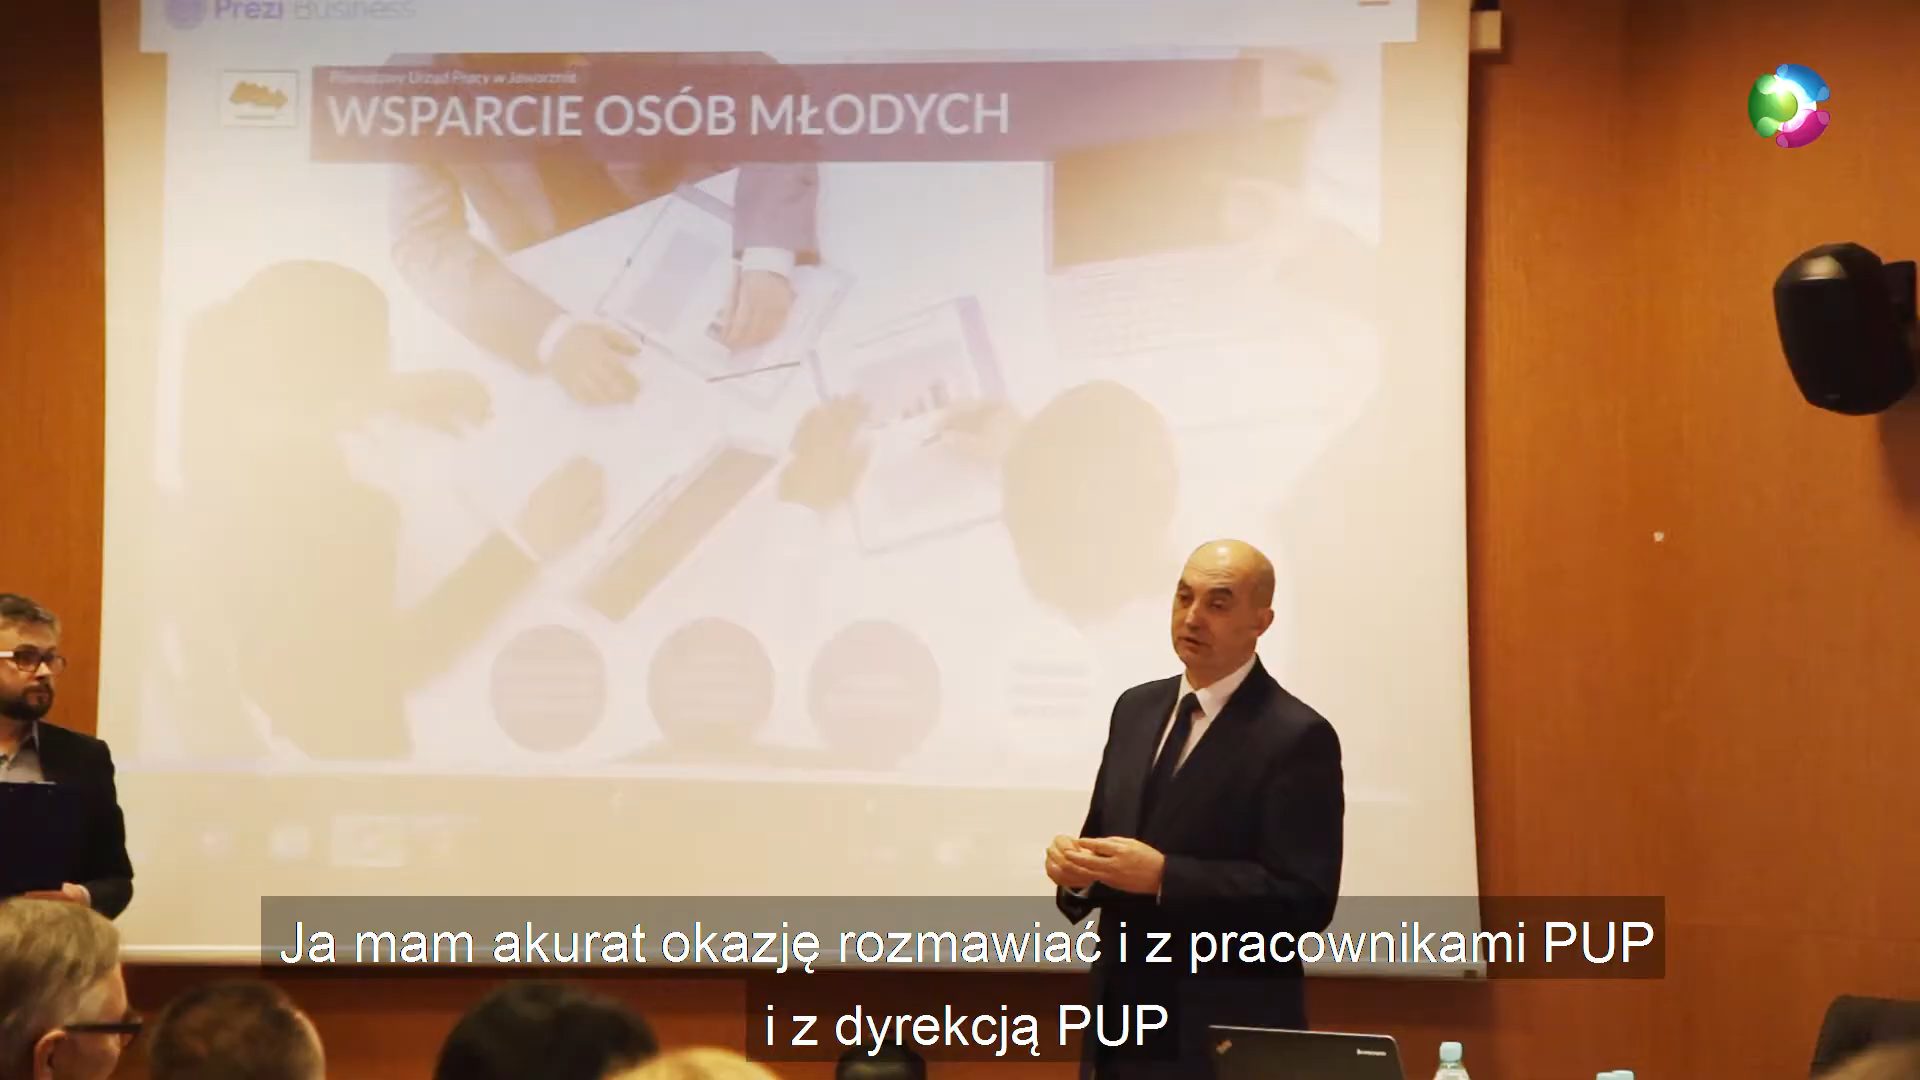 Prezi Business
Powiatowy Urząd Pracy w Jaworznie
WSPARCIE OSÓB MŁODYCH
Ja mam akurat okazję rozmawiać i z pracownikami PUP
i z dyrekcją PUP